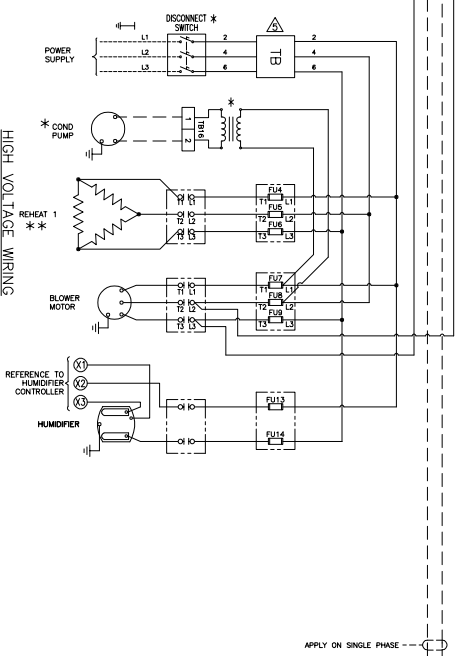 DISCONNECT *
SWITCH
5
L1 2 2
POWER
SUPPLY
L2 4 TB 4
L3 6 6
*
* COND
PUMP
1
2
TB16
HIGH VOLTAGE WIRING
FU4
T1 L1 T1 L1
REHEAT 1
**
FU5
T2 L2 T2 L2
FU6
T3 L3 T3 L3
FU7
T1 L1 T1 L1
BLOWER
MOTOR
FU8
T2 L2 T2 L2
FU9
T3 L3 T3 L3
X1
REFERENCE TO
HUMIDIFIER
CONTROLLER
X2
X3
FU13
HUMIDIFIER
FU14
APPLY ON SINGLE PHASE